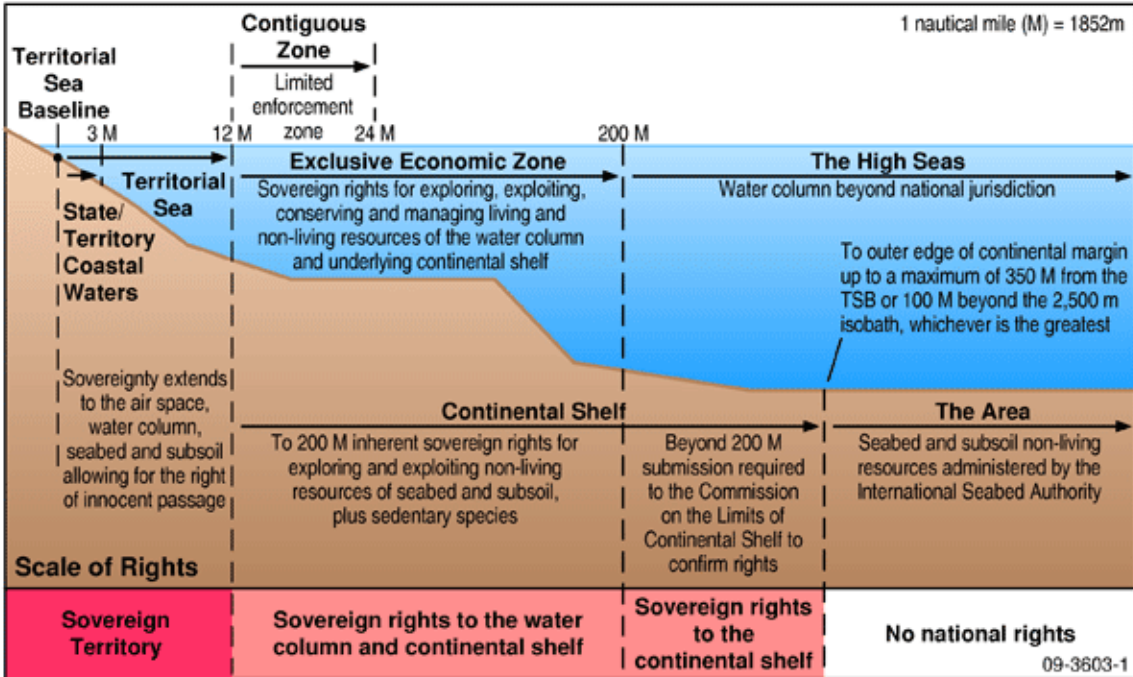 1 nautical mile (M) = 1852m
Contiguous
Zone
Limited
enforcement
zone
Territorial
Sea
Baseline
3 M
12 M
24 M
200 M
Territorial
Sea
State/
Territory
Coastal
Waters
Exclusive Economic Zone
Sovereign rights for exploring, exploiting,
conserving and managing living and
non-living resources of the water column
and underlying continental shelf
The High Seas
Water column beyond national jurisdiction
To outer edge of continental margin
up to a maximum of 350 M from the
TSB or 100 M beyond the 2,500 m
isobath, whichever is the greatest
Sovereignty extends
to the air space,
water column,
seabed and subsoil
allowing for the right
of innocent passage
Continental Shelf
To 200 M inherent sovereign rights for
exploring and exploiting non-living
resources of seabed and subsoil,
plus sedentary species
Beyond 200 M
submission required
to the Commission
on the Limits of
Continental Shelf to
confirm rights
The Area
Seabed and subsoil non-living
resources administered by the
International Seabed Authority
Scale of Rights
Sovereign
Territory
Sovereign rights to the water
column and continental shelf
Sovereign rights
to the
continental shelf
No national rights
09-3603-1